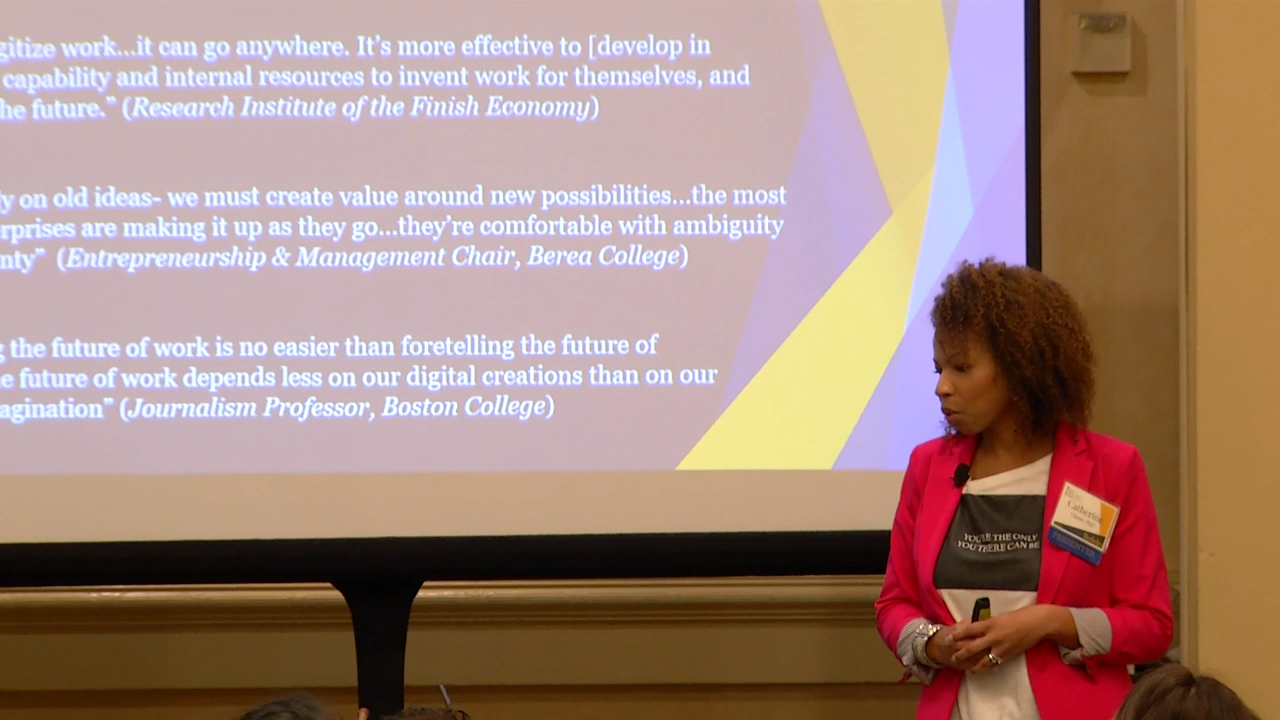 gitize work...it can go anywhere. It's more effective to [develop in
capability and internal resources to invent work for themselves, and
he future." (Research Institute of the Finish Economy)
y on old ideas- we must create value around new possibilities...the most
rprises are making it up as they go...they're comfortable with ambiguity
nty" (Entrepreneurship & Management Chair, Berea College)
g the future of work is no easier than foretelling the future of
e future of work depends less on our digital creations than on our
agination" (Journalism Professor, Boston College)
YOU'RE THE ONLY
YOU THERE CAN BE
Catherine
PRESENTER